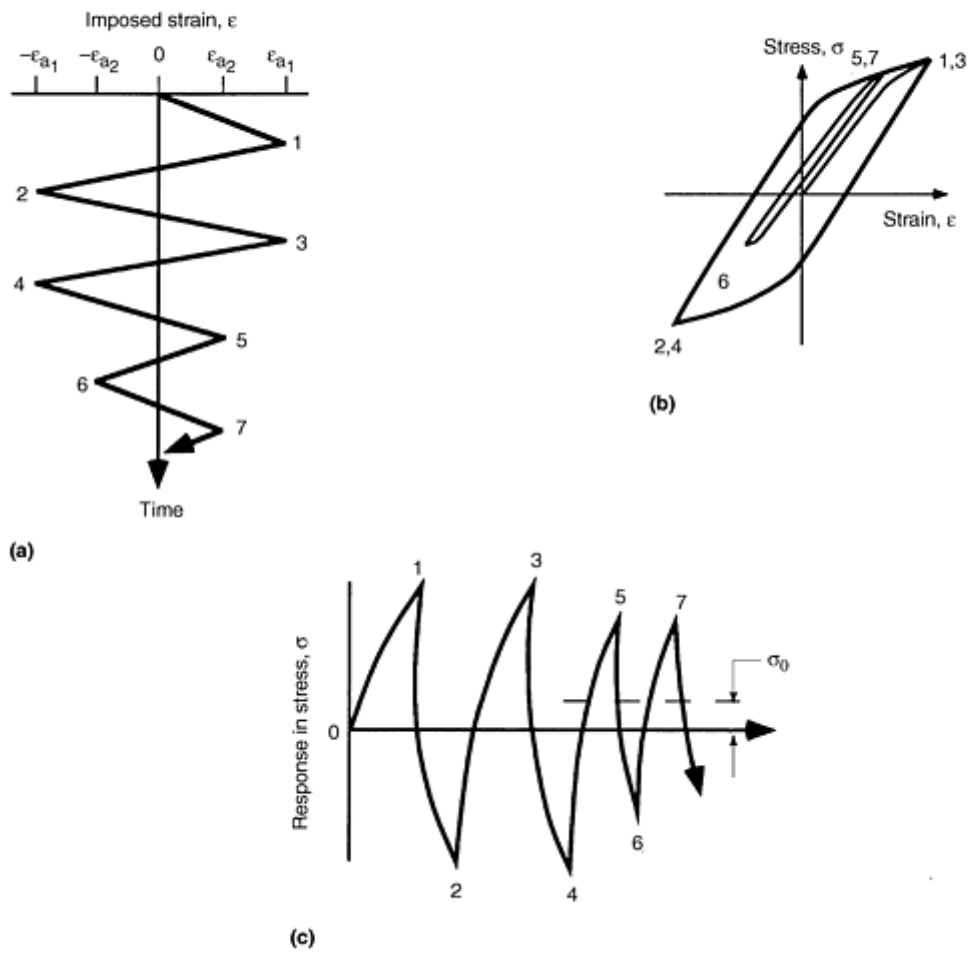 Imposed strain, ε
−εa1 −εa2 0 εa2 εa1
1
2
3
4
5
6
7
Time
(a)
Stress, σ
5,7
1,3
Strain, ε
6
2,4
(b)
Response in stress, σ
0
1
3
5
7
σ0
2
4
6
(c)